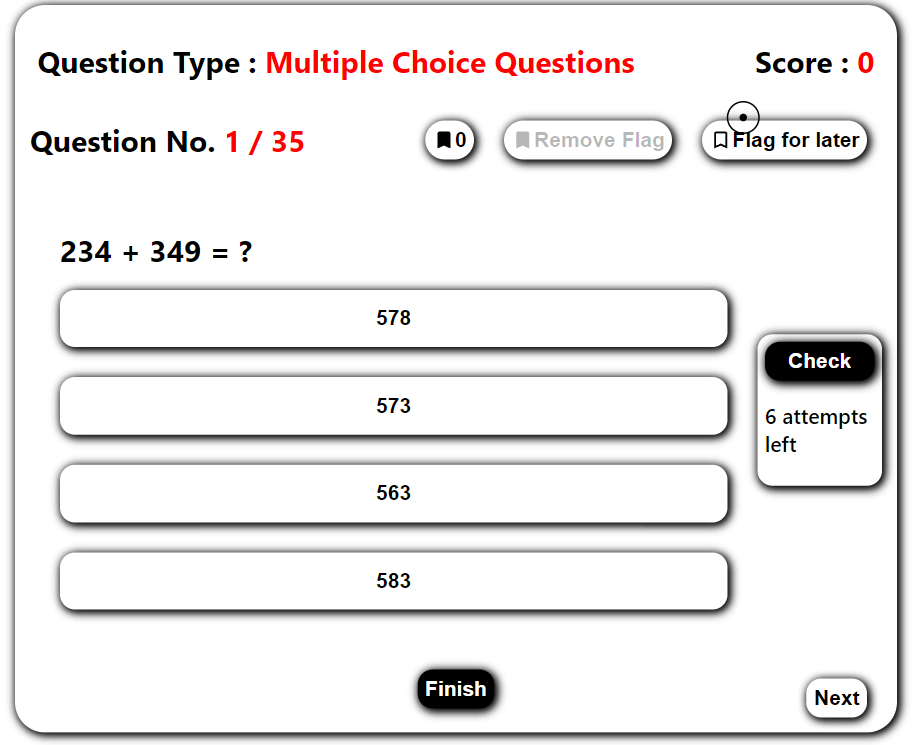 Question Type : Multiple Choice Questions
Score : 0
Question No. 1 / 35
0
Remove Flag
Flag for later
234 + 349 = ?
578
573
563
583
Check
6 attempts
left
Finish
Next